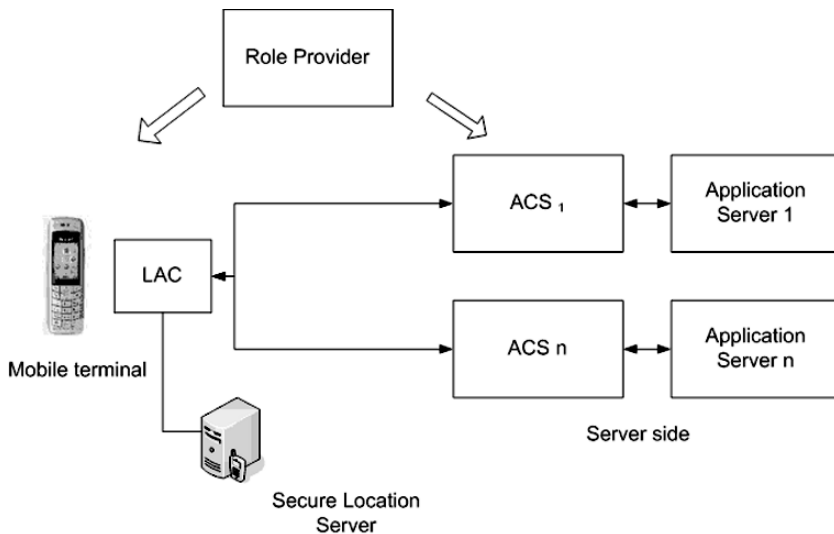 Role Provider
ACS 1
Application
Server 1
LAC
ACS n
Application
Server n
Mobile terminal
Server side
Secure Location
Server